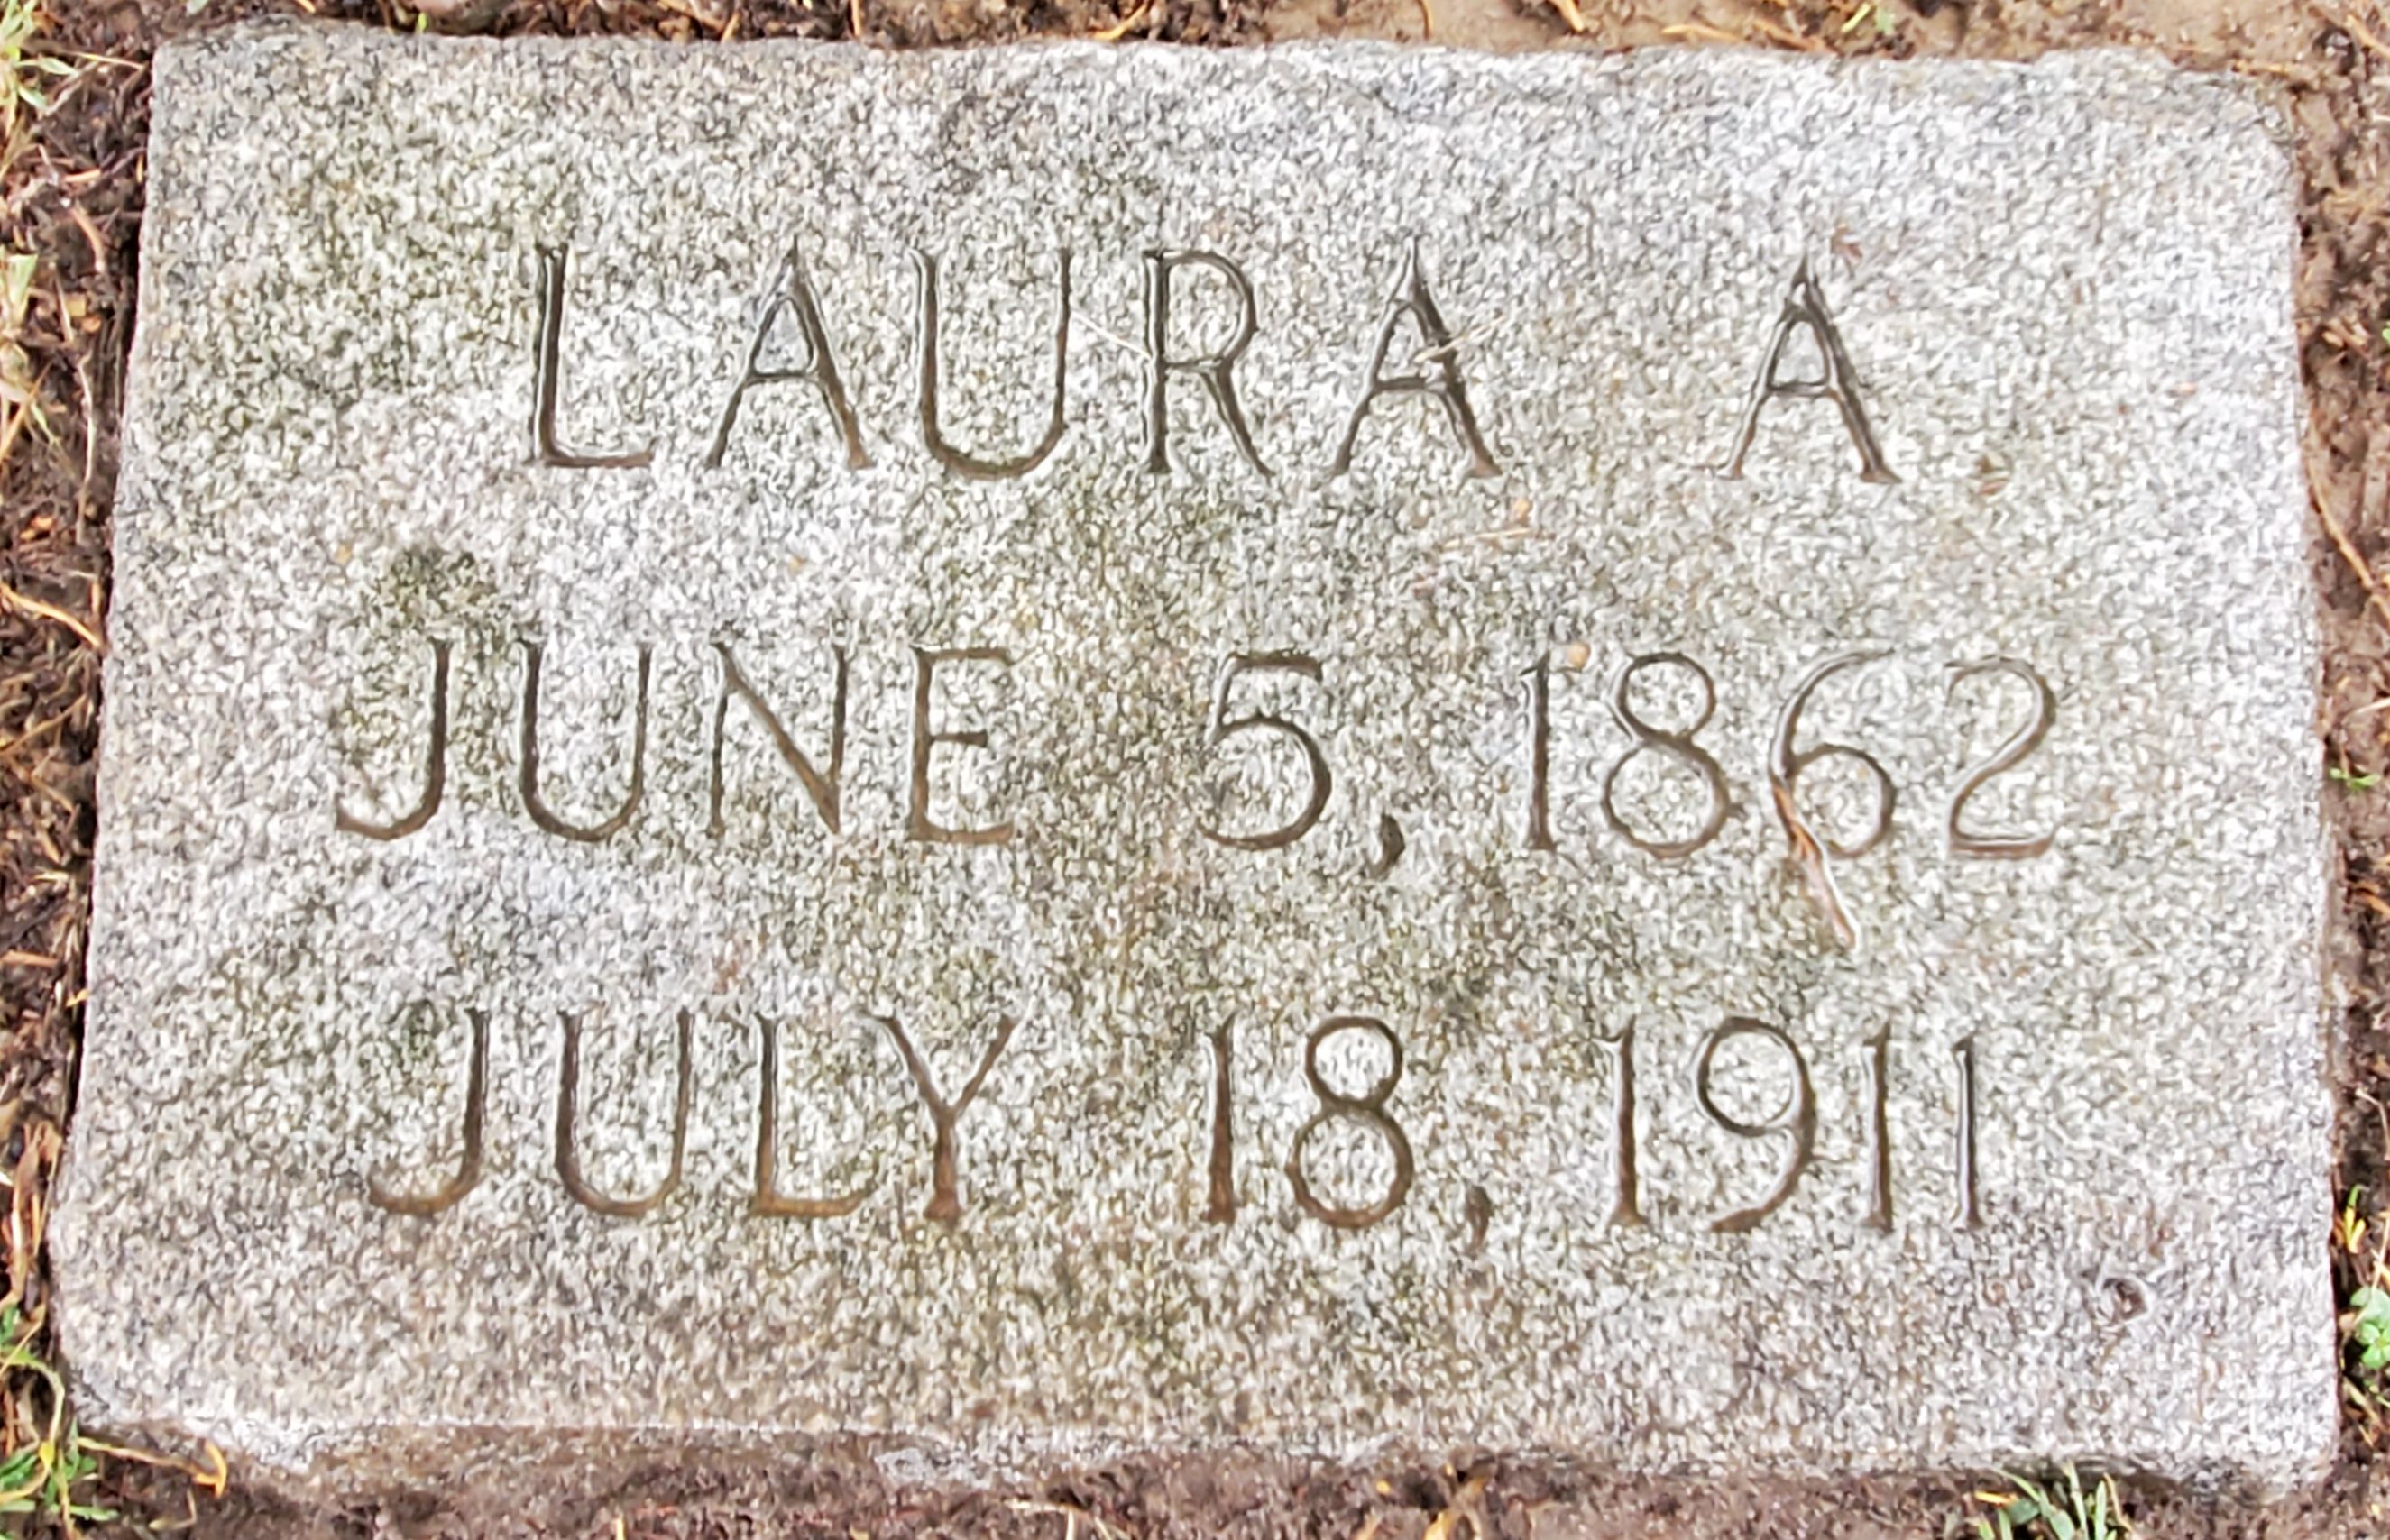 LAURA A.
JUNE 5, 1862
JULY 18, 1911